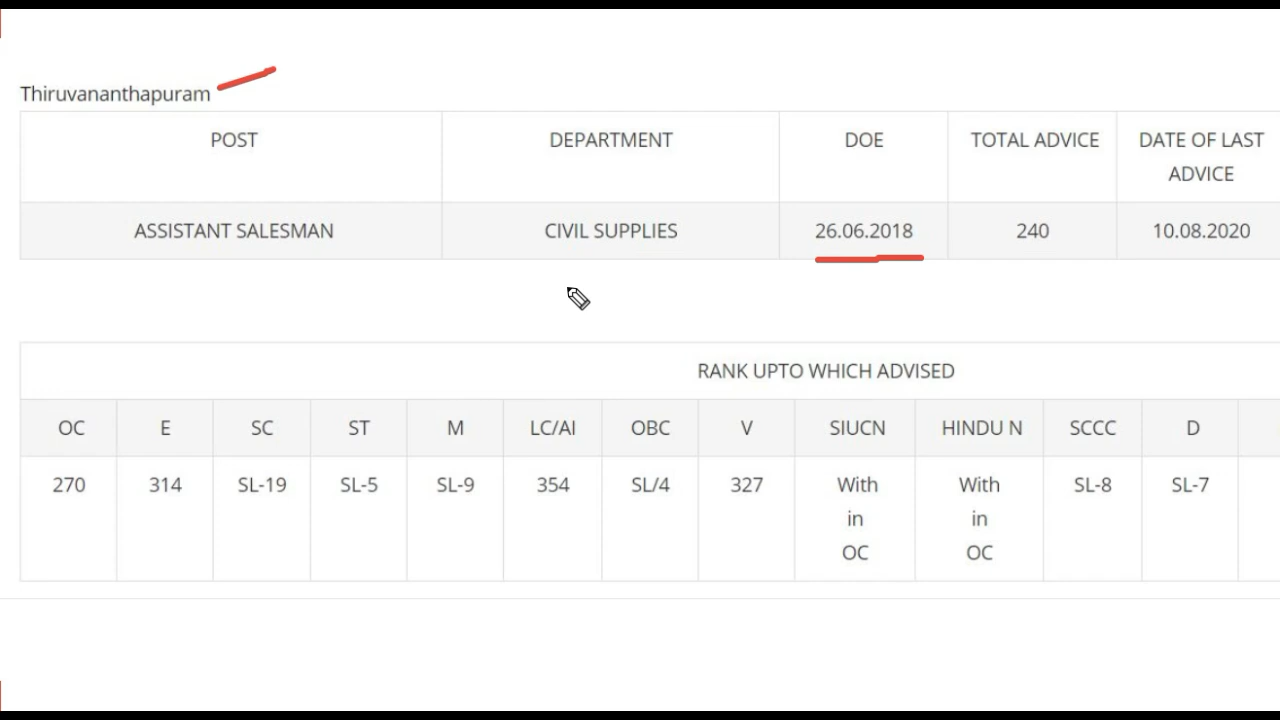 Thiruvananthapuram
POST DEPARTMENT DOE TOTAL ADVICE DATE OF LAST
ADVICE
ASSISTANT SALESMAN CIVIL SUPPLIES 26.06.2018 240 10.08.2020
RANK UPTO WHICH ADVISED
OC E SC ST M LC/AI OBC V SIUCN HINDU N SCCC D
270 314 SL-19 SL-5 SL-9 354 SL/4 327 With With SL-8 SL-7
in in
OC OC